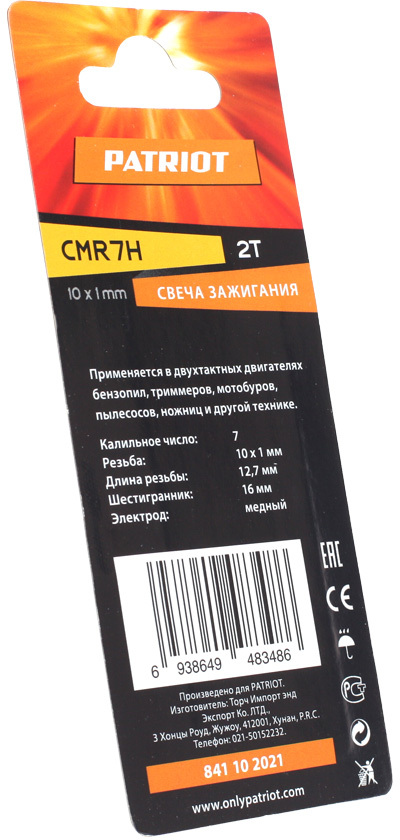 PATRIOT
CMR7H 2T
10 x 1 mm СВЕЧА ЗАЖИГАНИЯ
Применяется в двухтактных двигателях
бензопил, триммеров, мотобуров,
пылесосов, ножниц и другой технике.
Калильное число: 7
Резьба: 10 x 1 мм
Длина резьбы: 12,7 мм
Шестигранник: 16 мм
Электрод: медный
EAC
CE
РСТ
6 938649 483486
Произведено для PATRIOT.
Изготовитель: Торч Импорт энд
Экспорт Ко. ЛТД.,
3 Хонцы Роуд, Жужоу, 412001, Хунан, P.R.C.
Телефон: 021-50152232.
841 10 2021
www.onlypatriot.com